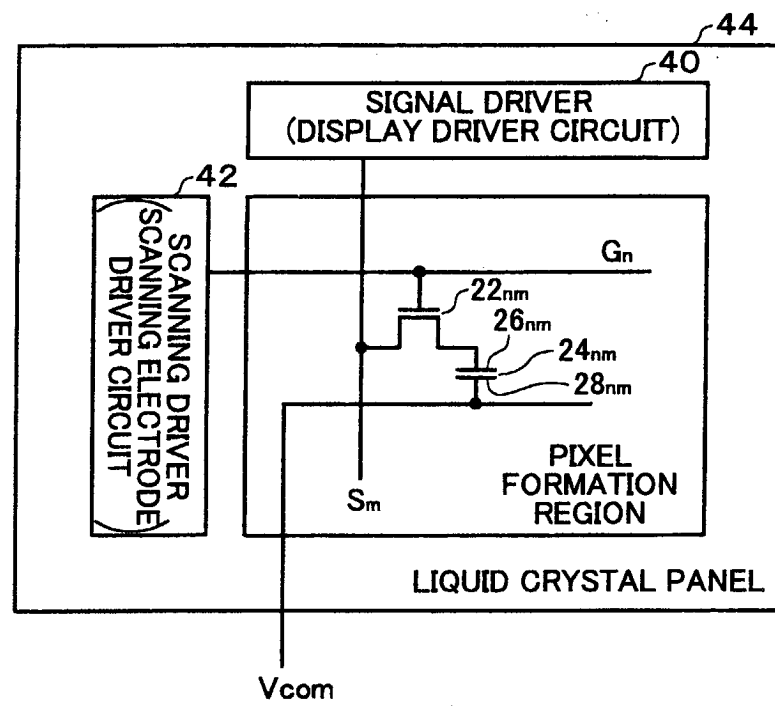 44
40
SIGNAL DRIVER
(DISPLAY DRIVER CIRCUIT)
42
SCANNING DRIVER
(SCANNING ELECTRODE
DRIVER CIRCUIT)
Gn
22nm
26nm
24nm
28nm
Sm
PIXEL
FORMATION
REGION
LIQUID CRYSTAL PANEL
Vcom